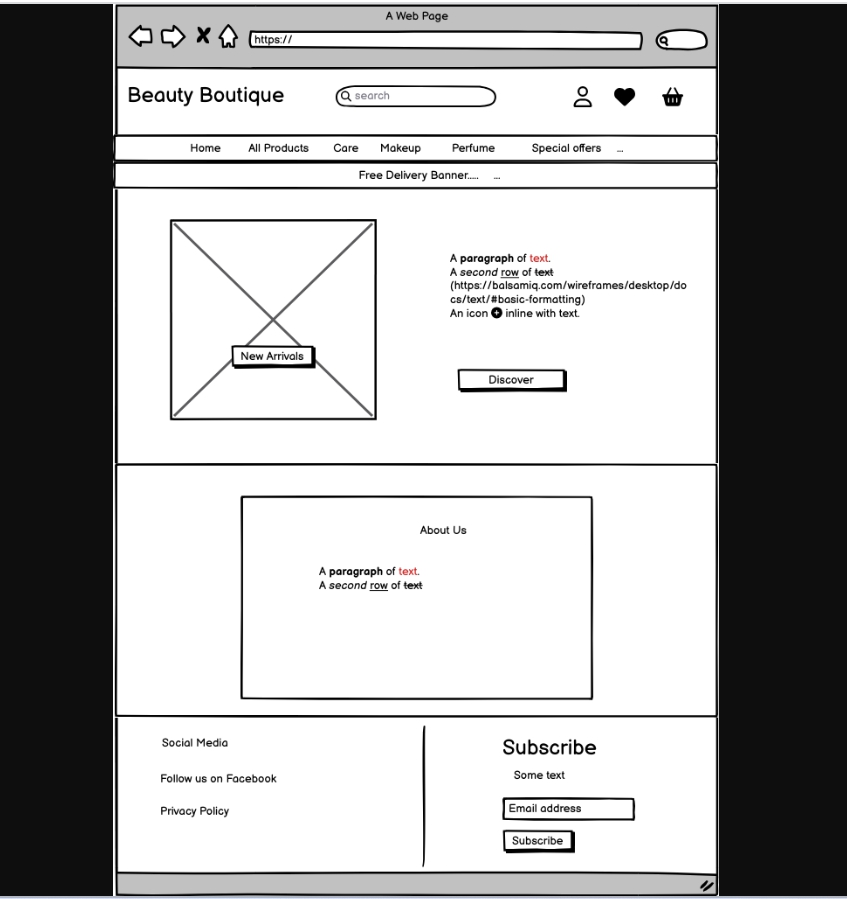 A Web Page
https://
Beauty Boutique
search
Home All Products Care Makeup Perfume Special offers ...
Free Delivery Banner..... ...
A paragraph of text.
A second row of text
(https://balsamiq.com/wireframes/desktop/do
cs/text/#basic-formatting)
An icon inline with text.
New Arrivals
Discover
About Us
A paragraph of text.
A second row of text
Social Media
Follow us on Facebook
Privacy Policy
Subscribe
Some text
Email address
Subscribe